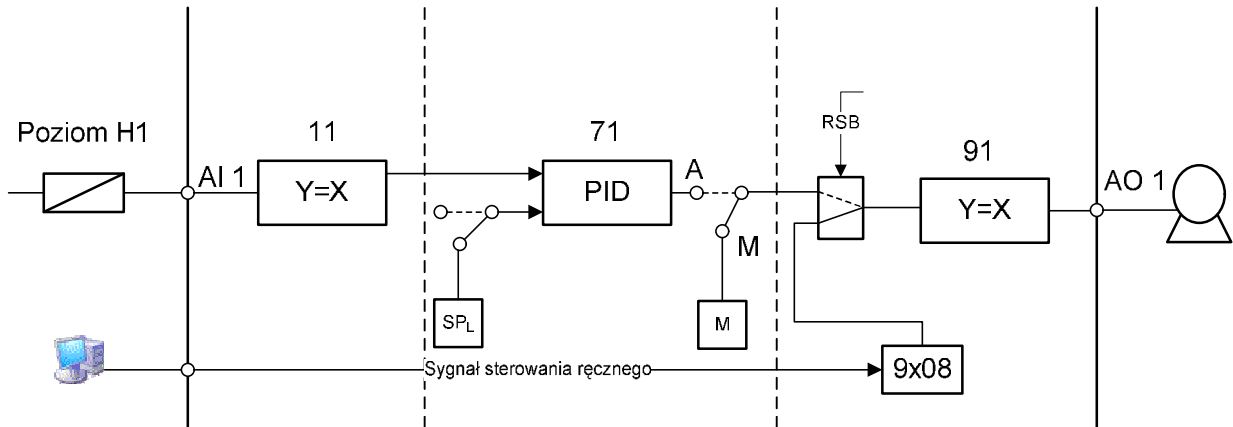 RSB
Poziom H1
11
71
91
AI 1
Y=X
PID
A
Y=X
AO 1
M
SPL
M
Sygnał sterowania ręcznego
9x08